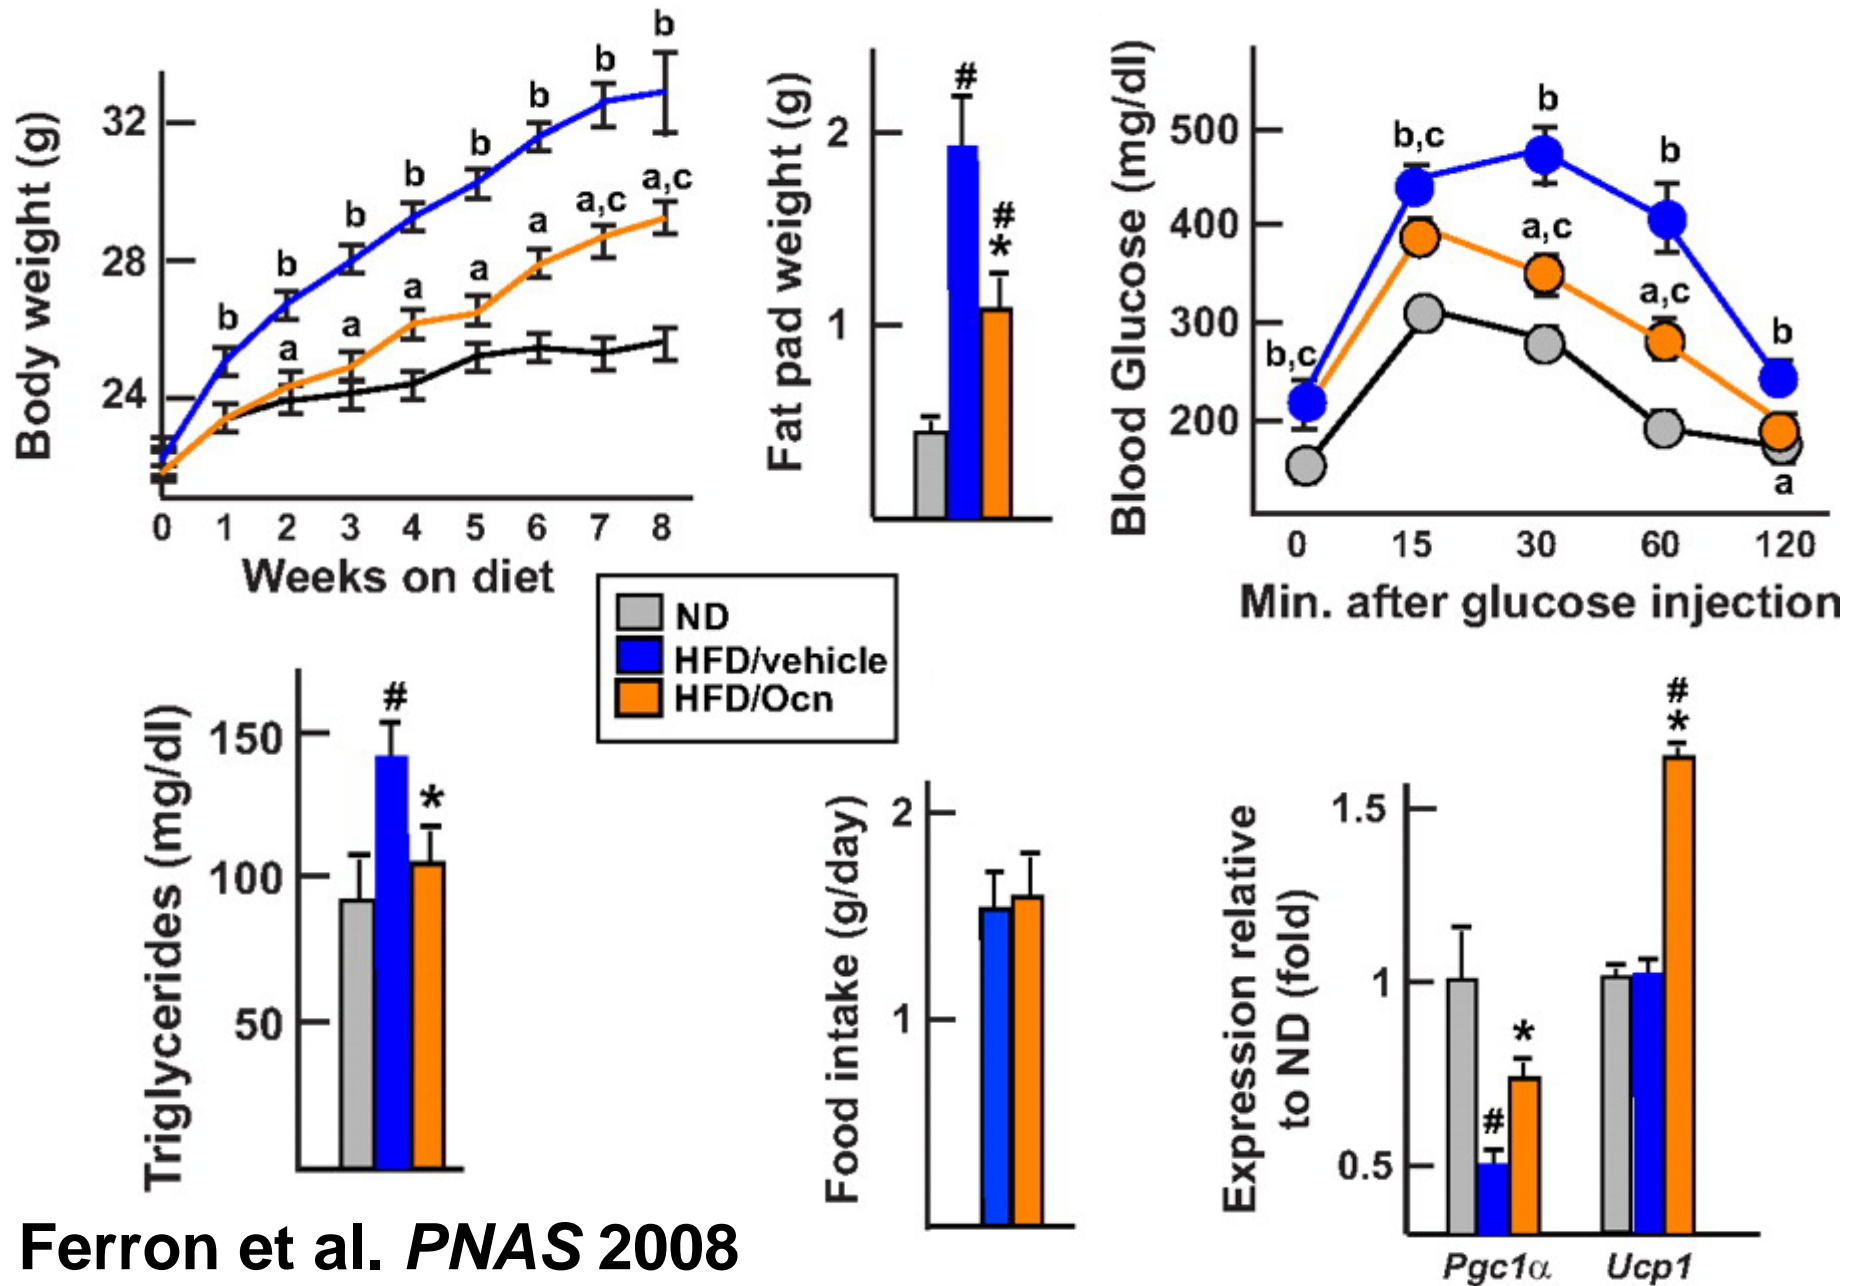 Body weight (g)
32
28
24
b
b
b
b
b
b
b
b
a
a
a
a
a
a,c
a,c
0 1 2 3 4 5 6 7 8
Weeks on diet
Fat pad weight (g)
2
1
#
#
*
Blood Glucose (mg/dl)
500
400
300
200
b,c
b,c
b
b
b
a,c
a,c
a
0 15 30 60 120
Min. after glucose injection
ND
HFD/vehicle
HFD/Ocn
Triglycerides (mg/dl)
150
100
50
#
*
Food intake (g/day)
2
1
Expression relative
to ND (fold)
1.5
1
0.5
#
*
#
*
Pgc1α Ucp1
Ferron et al. PNAS 2008